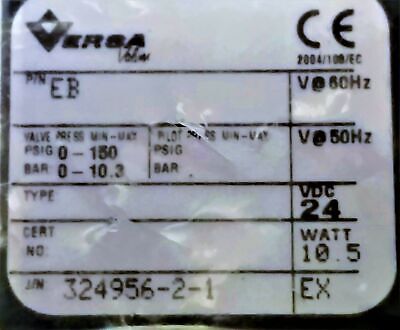 VERSA
Valves
CE
2004/108/EC
P/N EB
V@60Hz
VALVE PRESS MIN-MAX
PSIG 0-150
BAR 0-10.3
PILOT PRESS MIN-MAX
PSIG
BAR
V@50Hz
TYPE
VDC
24
CERT
NO.
WATT
10.5
J/N 324956-2-1
EX